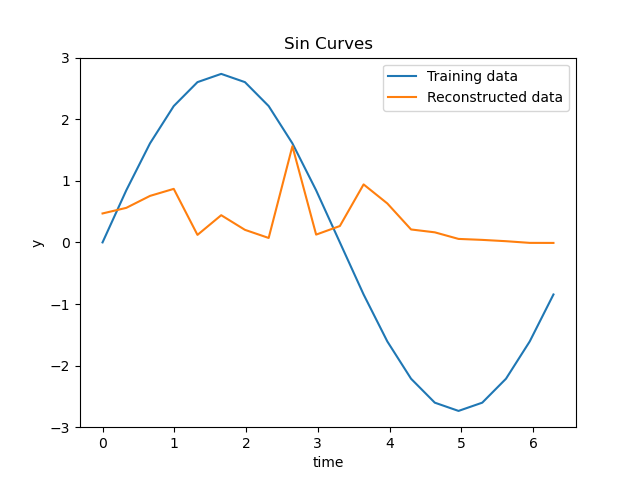 Sin Curves
Training data
Reconstructed data
3
2
1
0
−1
−2
−3
y
0 1 2 3 4 5 6
time